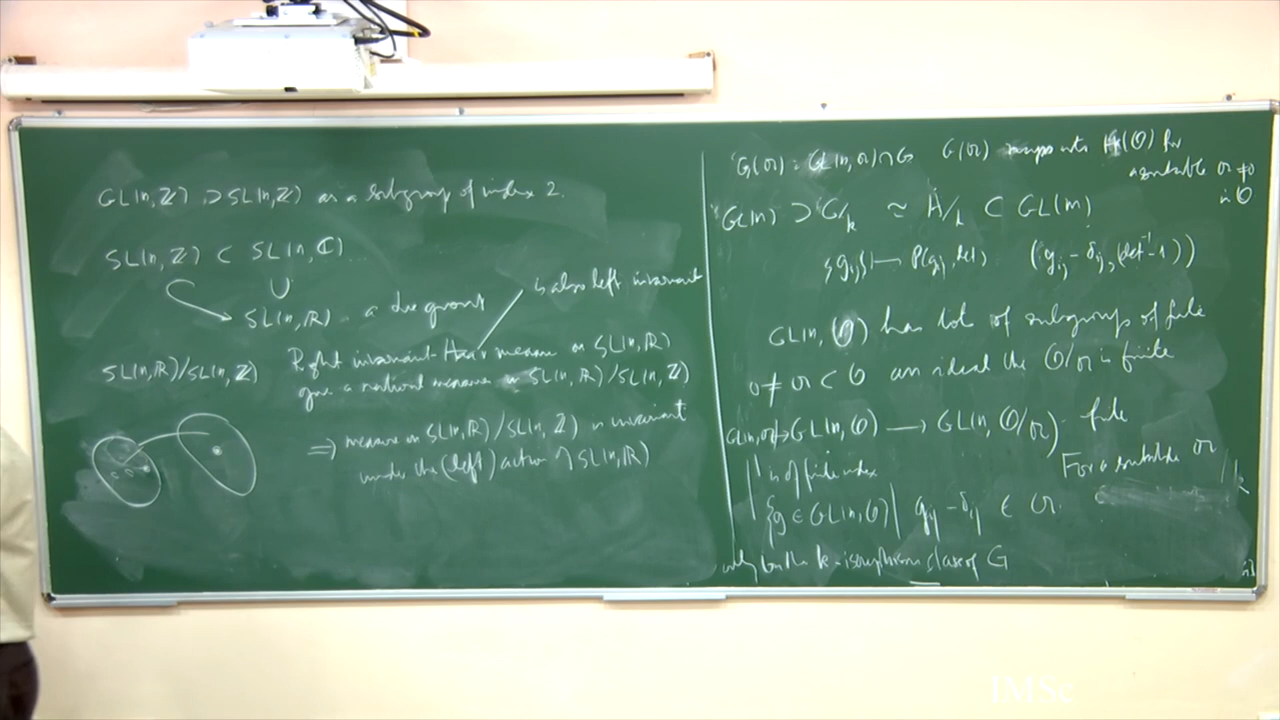 GL(n, ℤ) ⊃ SL(n, ℤ) as a subgroup of index 2.
SL(n, ℤ) ⊂ SL(n, ℂ)
∪
SL(n, ℝ) - a Lie group
is also left invariant
SL(n, ℝ)/SL(n, ℤ)
Right invariant Haar measure on SL(n, ℝ)
give a natural measure on SL(n, ℝ)/SL(n, ℤ)
⇒ measure on SL(n, ℝ)/SL(n, ℤ) is invariant
under the (left) action of SL(n, ℝ)
G(𝔞) = GL(n, 𝔞) ∩ G G(𝔞) maps into H(O) for
a suitable 𝔞 ≠ 0
in O
GL(n) ⊃ G/k ≃ H/k ⊂ GL(m)
{g_ij} ⟼ P(g_ij, det) (g_ij - δ_ij, (det⁻¹ - 1))
GL(n, O) has lot of subgroups of finite
0 ≠ 𝔞 ⊂ O an ideal the O/𝔞 is finite
GL(n, 𝔞) → GL(n, O) ⟶ GL(n, O/𝔞) - finite
is of finite index
For a suitable 𝔞
{g ∈ GL(n, O) | g_ij - δ_ij ∈ 𝔞
only on the k-isomorphism class of G
IMSc